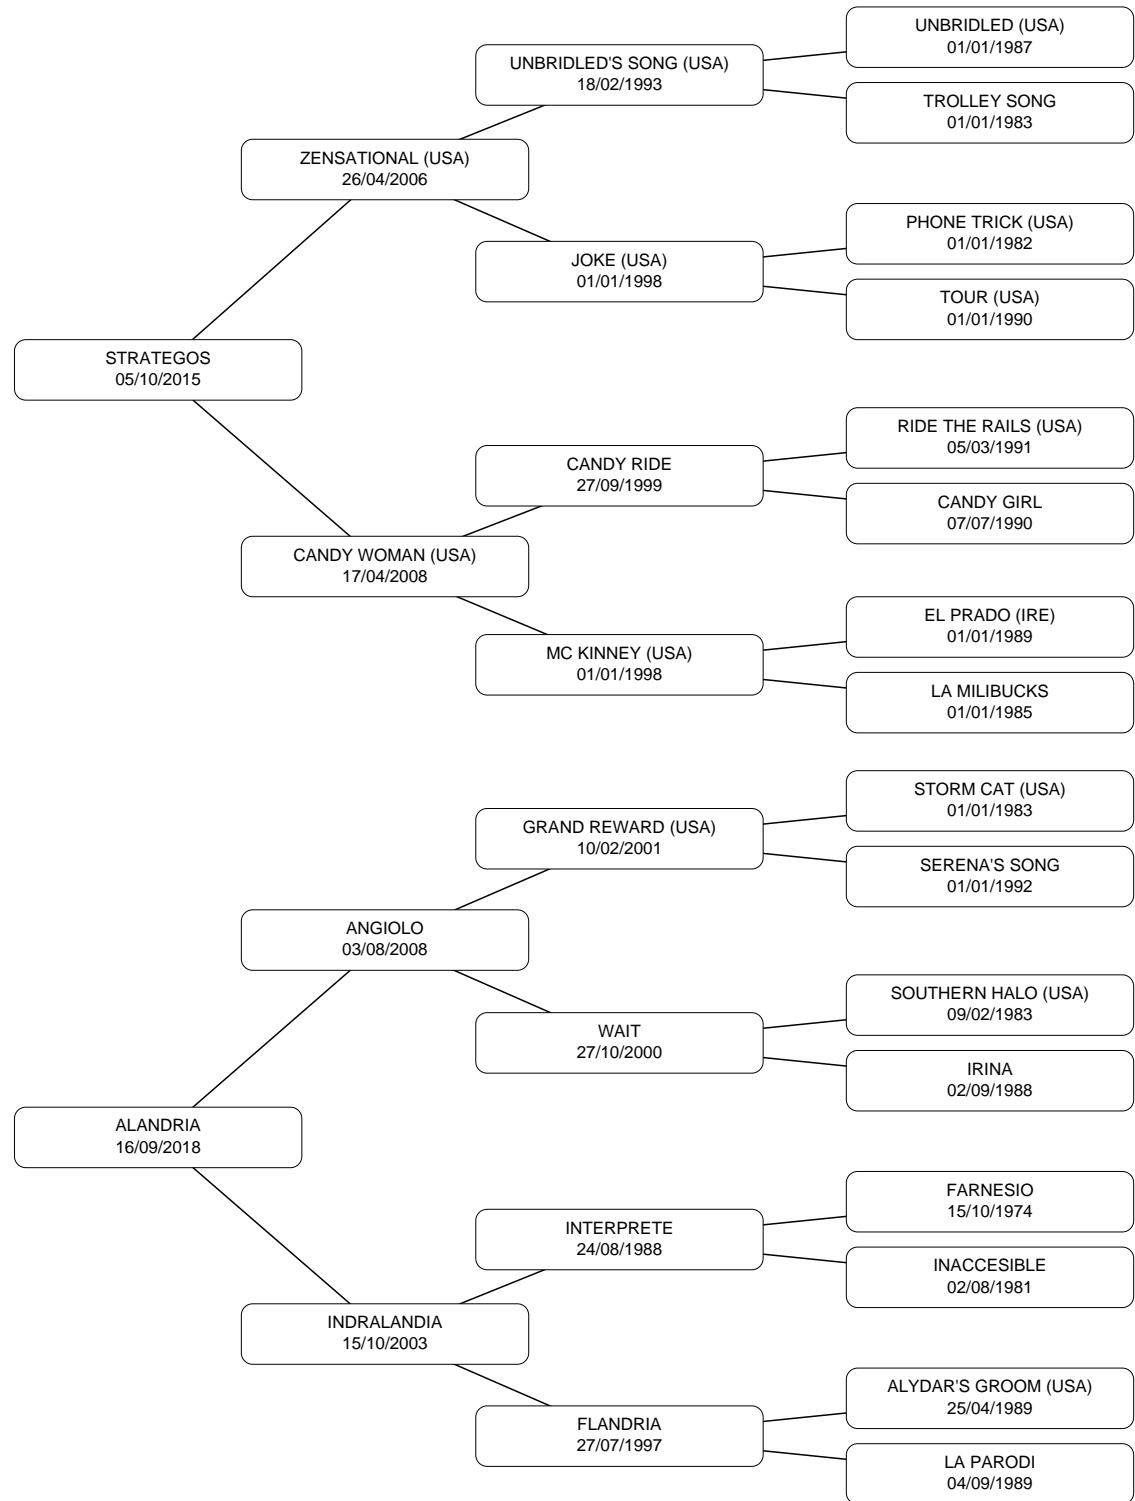 UNBRIDLED (USA)
01/01/1987
UNBRIDLED'S SONG (USA)
18/02/1993
TROLLEY SONG
01/01/1983
ZENSATIONAL (USA)
26/04/2006
PHONE TRICK (USA)
01/01/1982
JOKE (USA)
01/01/1998
TOUR (USA)
01/01/1990
STRATEGOS
05/10/2015
RIDE THE RAILS (USA)
05/03/1991
CANDY RIDE
27/09/1999
CANDY GIRL
07/07/1990
CANDY WOMAN (USA)
17/04/2008
EL PRADO (IRE)
01/01/1989
MC KINNEY (USA)
01/01/1998
LA MILIBUCKS
01/01/1985
STORM CAT (USA)
01/01/1983
GRAND REWARD (USA)
10/02/2001
SERENA'S SONG
01/01/1992
ANGIOLO
03/08/2008
SOUTHERN HALO (USA)
09/02/1983
WAIT
27/10/2000
IRINA
02/09/1988
ALANDRIA
16/09/2018
FARNESIO
15/10/1974
INTERPRETE
24/08/1988
INACCESIBLE
02/08/1981
INDRALANDIA
15/10/2003
ALYDAR'S GROOM (USA)
25/04/1989
FLANDRIA
27/07/1997
LA PARODI
04/09/1989